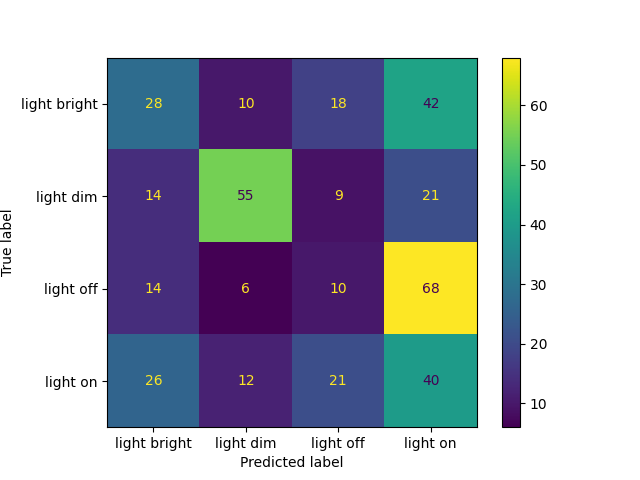 light bright 28 10 18 42
light dim 14 55 9 21
light off 14 6 10 68
light on 26 12 21 40
light bright light dim light off light on
Predicted label
True label
60
50
40
30
20
10